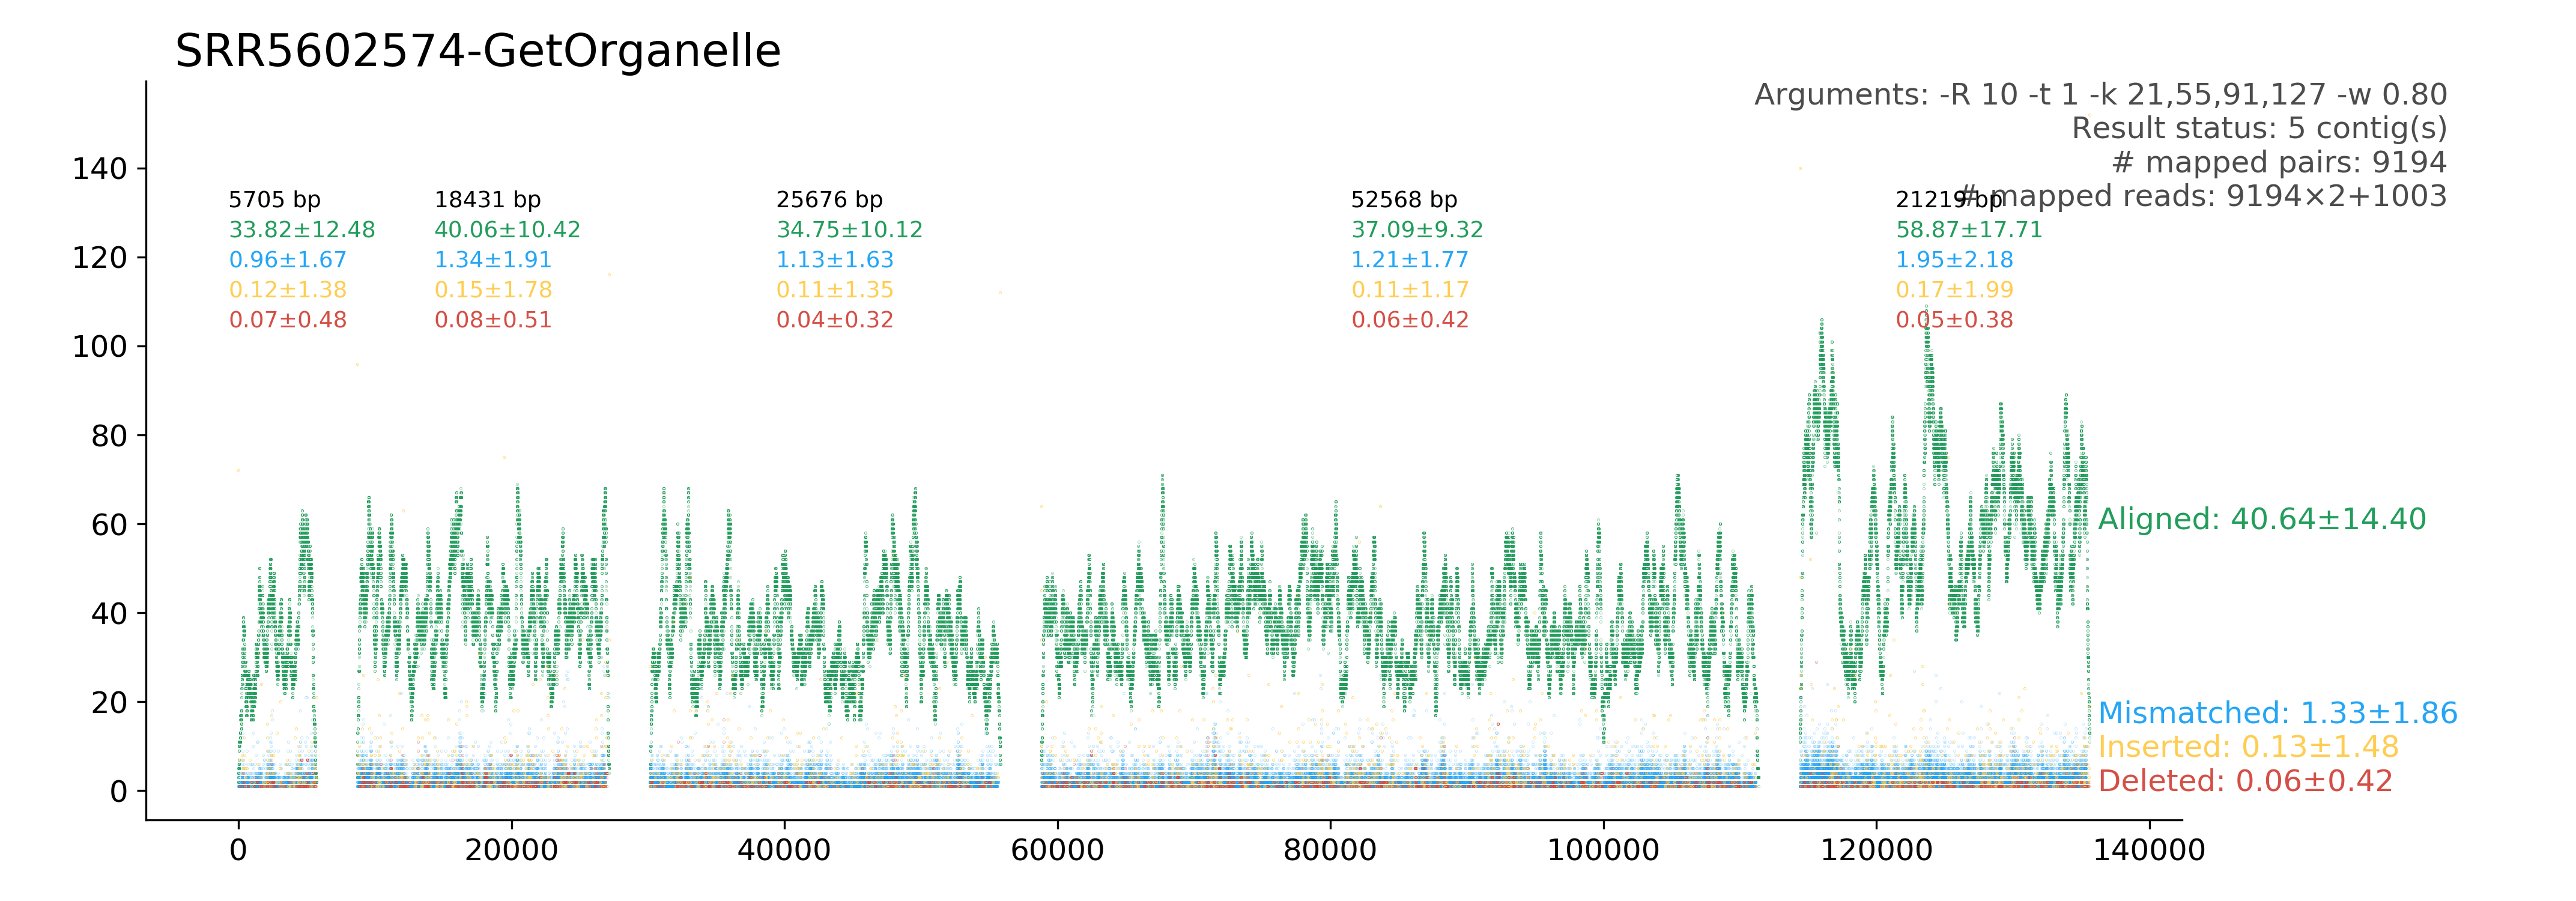 SRR5602574-GetOrganelle
Arguments: -R 10 -t 1 -k 21,55,91,127 -w 0.80
Result status: 5 contig(s)
# mapped pairs: 9194
# mapped reads: 9194×2+1003
140
120
100
80
60
40
20
0
5705 bp
33.82±12.48
0.96±1.67
0.12±1.38
0.07±0.48
18431 bp
40.06±10.42
1.34±1.91
0.15±1.78
0.08±0.51
25676 bp
34.75±10.12
1.13±1.63
0.11±1.35
0.04±0.32
52568 bp
37.09±9.32
1.21±1.77
0.11±1.17
0.06±0.42
21219 bp
58.87±17.71
1.95±2.18
0.17±1.99
0.05±0.38
Aligned: 40.64±14.40
Mismatched: 1.33±1.86
Inserted: 0.13±1.48
Deleted: 0.06±0.42
0 20000 40000 60000 80000 100000 120000 140000